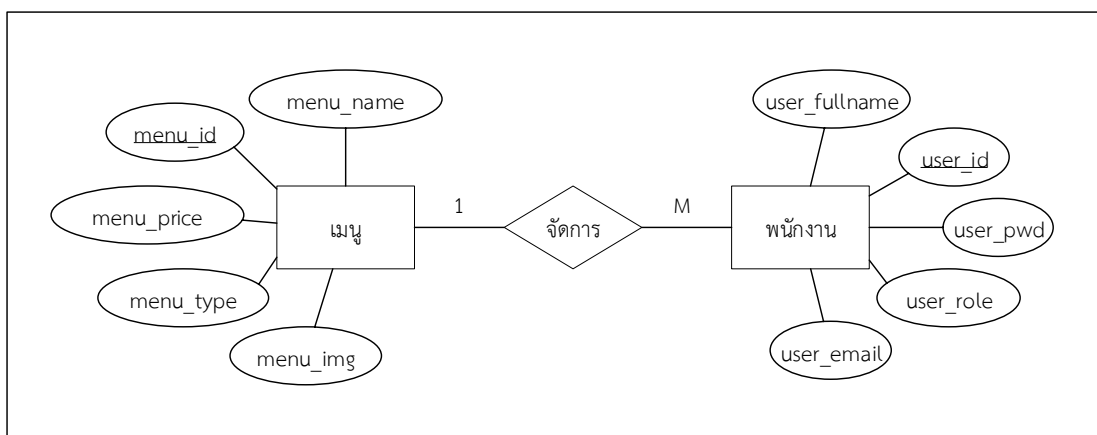 menu_name
menu_id
menu_price
menu_type
menu_img
เมนู
1
จัดการ
M
พนักงาน
user_fullname
user_id
user_pwd
user_role
user_email